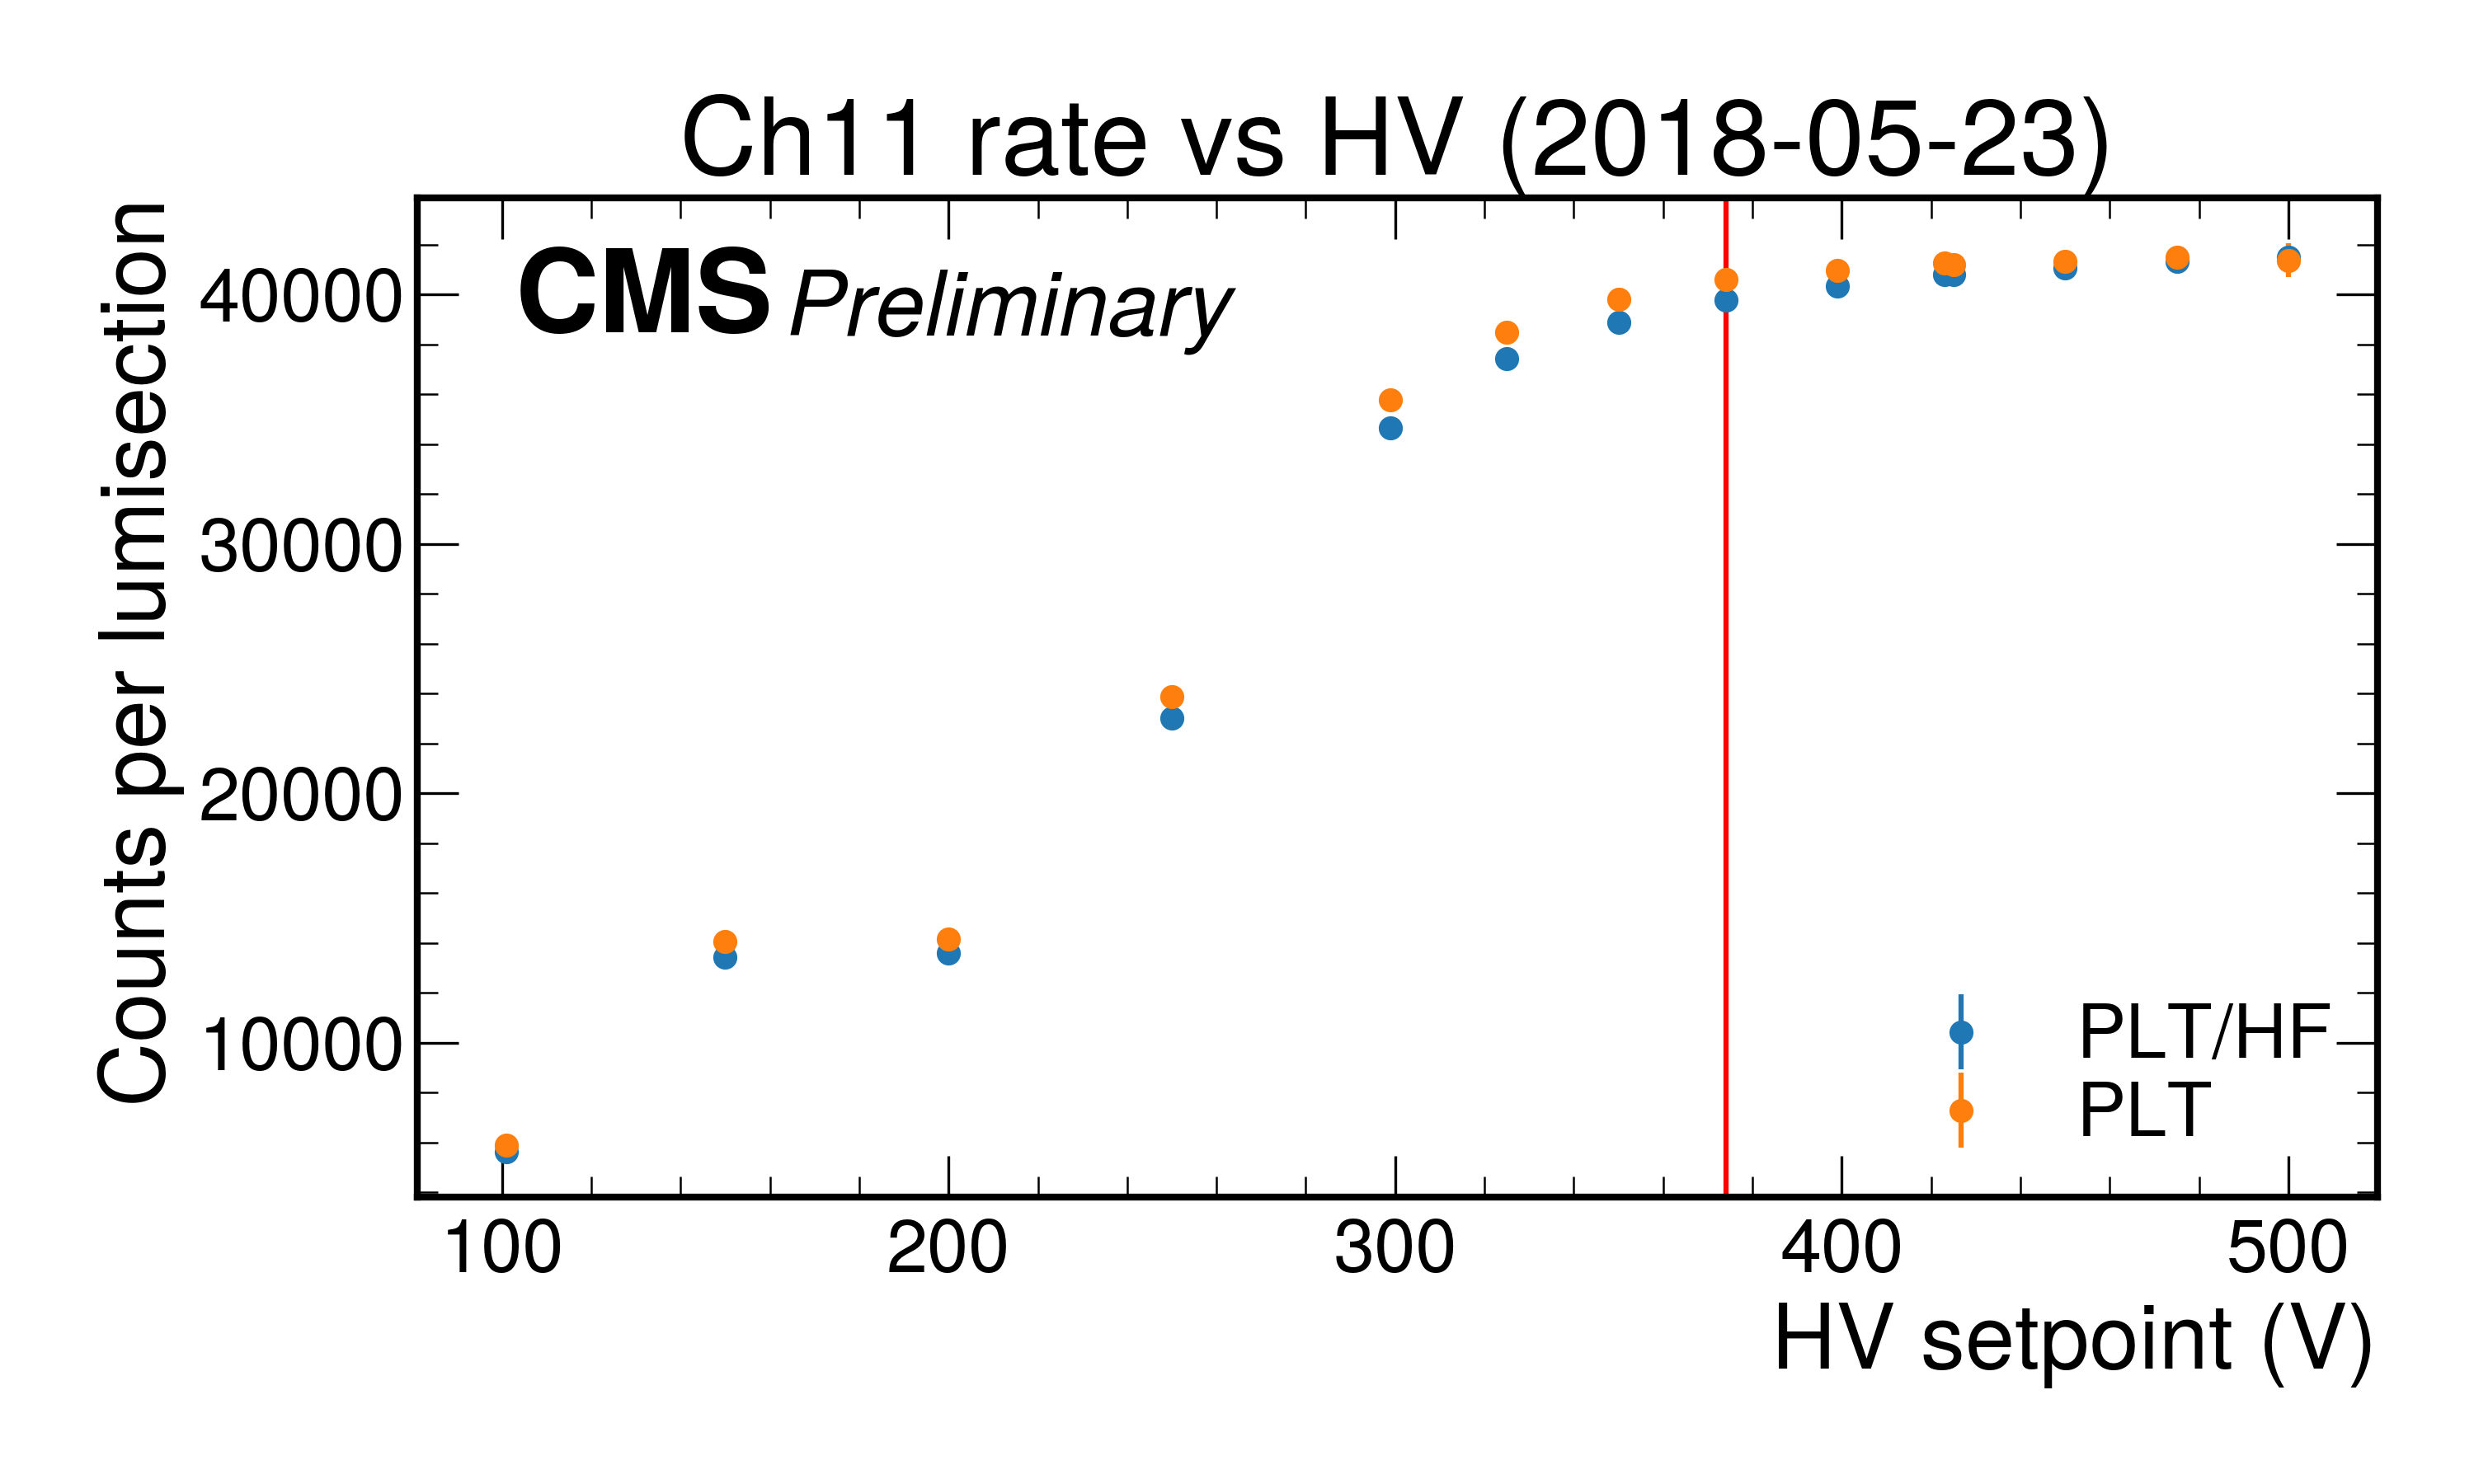 Ch11 rate vs HV (2018-05-23)
CMS Preliminary
Counts per lumisection
40000
30000
20000
10000
PLT/HF
PLT
100 200 300 400 500
HV setpoint (V)